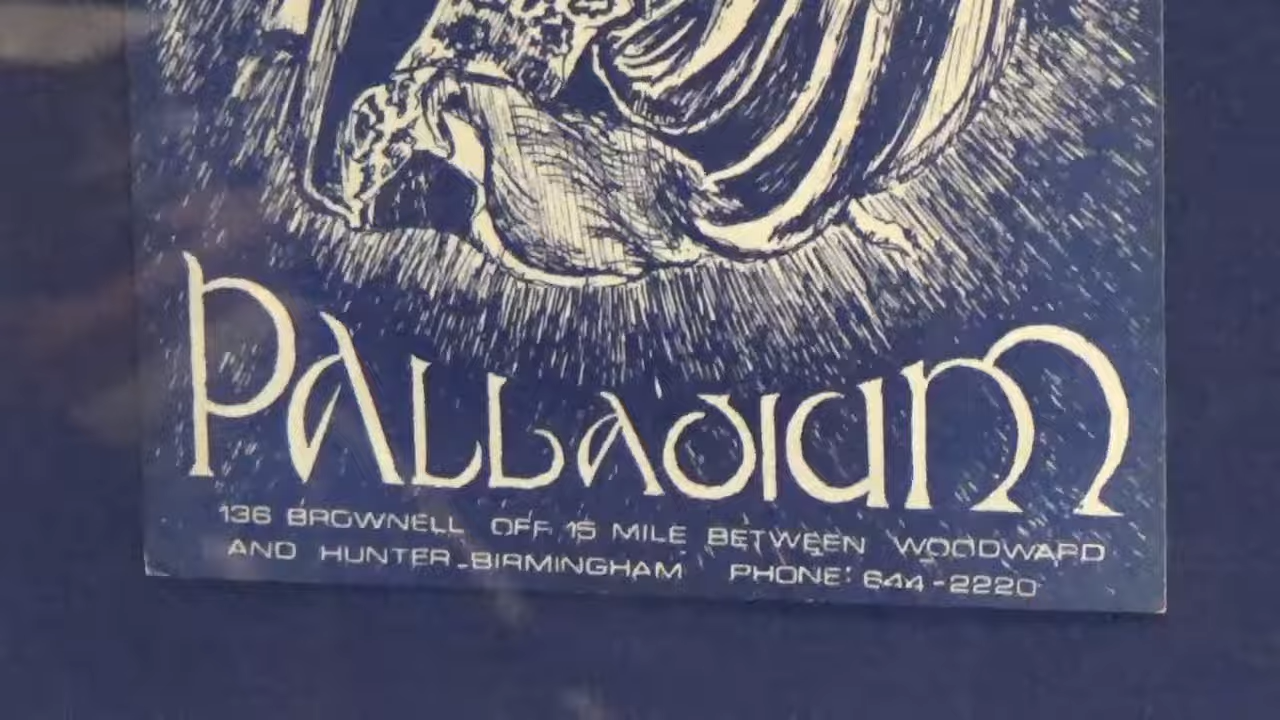 PALLADIUM
136 BROWNELL OFF 15 MILE BETWEEN WOODWARD
AND HUNTER-BIRMINGHAM PHONE: 644-2220